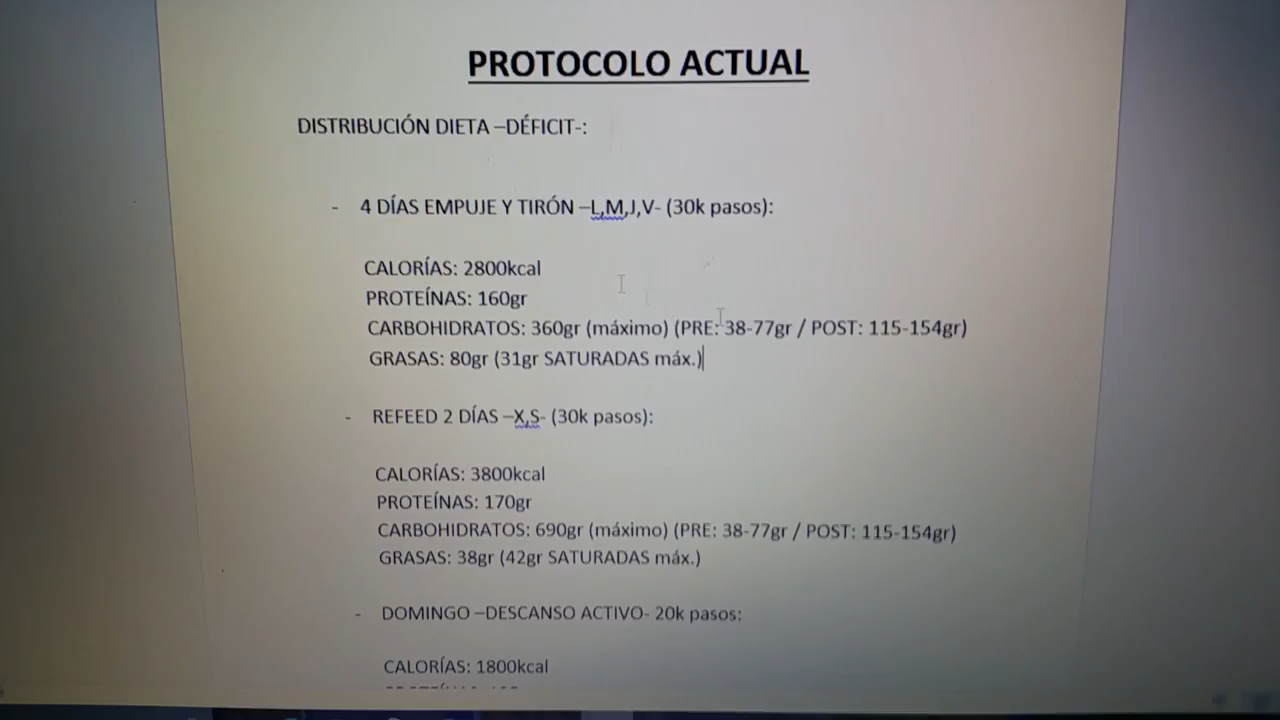 PROTOCOLO ACTUAL
DISTRIBUCIÓN DIETA –DÉFICIT-:
- 4 DÍAS EMPUJE Y TIRÓN –L,M,J,V- (30k pasos):
CALORÍAS: 2800kcal
PROTEÍNAS: 160gr
CARBOHIDRATOS: 360gr (máximo) (PRE: 38-77gr / POST: 115-154gr)
GRASAS: 80gr (31gr SATURADAS máx.)
- REFEED 2 DÍAS –X,S- (30k pasos):
CALORÍAS: 3800kcal
PROTEÍNAS: 170gr
CARBOHIDRATOS: 690gr (máximo) (PRE: 38-77gr / POST: 115-154gr)
GRASAS: 38gr (42gr SATURADAS máx.)
- DOMINGO –DESCANSO ACTIVO- 20k pasos:
CALORÍAS: 1800kcal